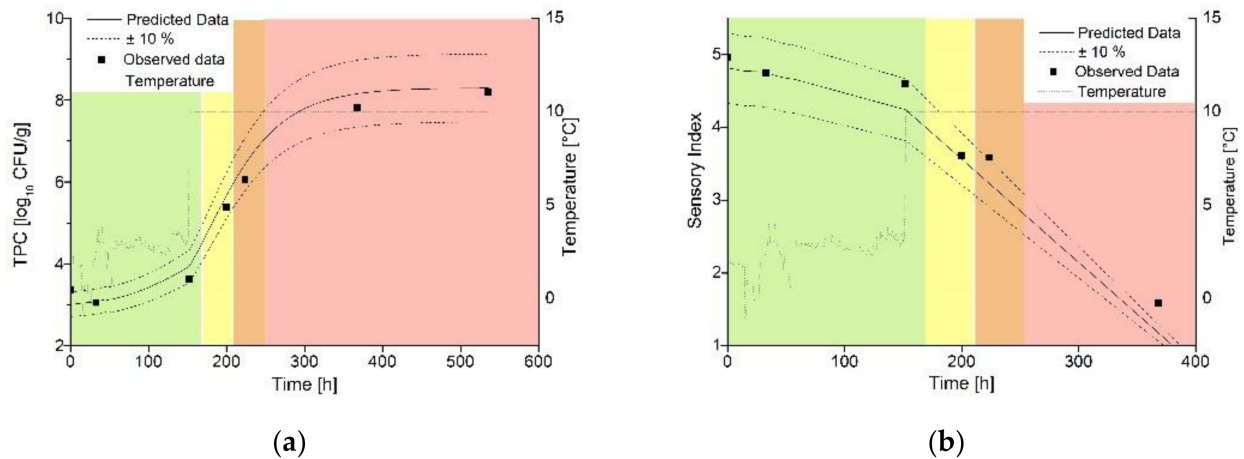 Predicted Data
± 10 %
Observed data
Temperature
10
8
6
4
2
TPC [log10 CFU/g]
15
10
5
0
Temperature [°C]
0 100 200 300 400 500 600
Time [h]
(a)
Predicted Data
± 10 %
Observed Data
Temperature
5
4
3
2
1
Sensory Index
15
10
5
0
Temperature [°C]
0 100 200 300 400
Time [h]
(b)